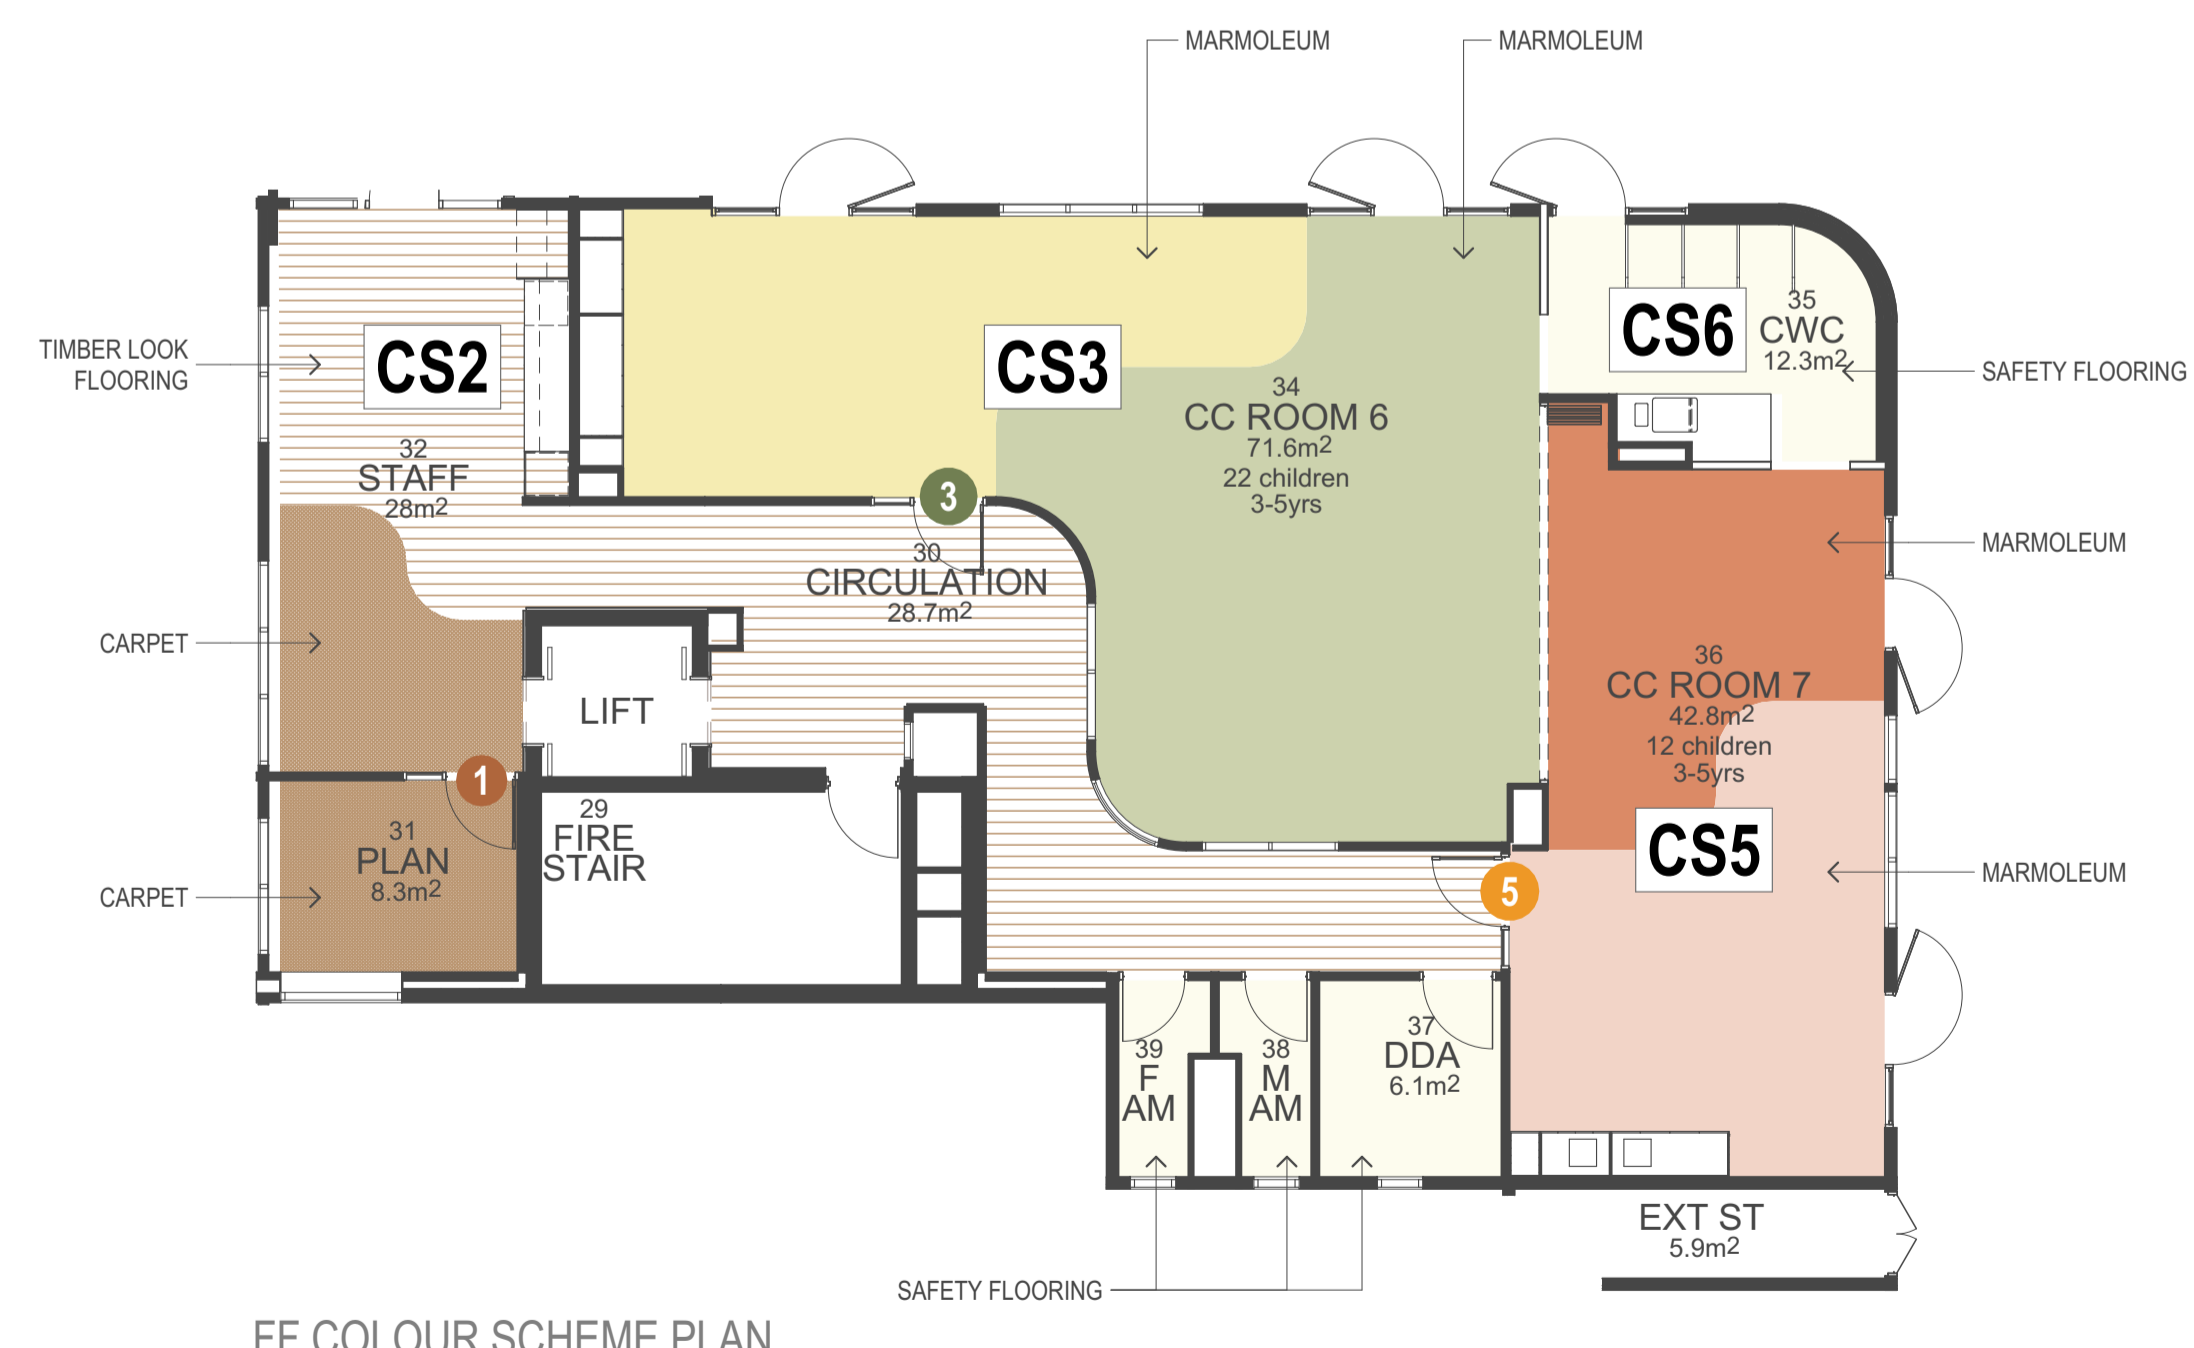 MARMOLEUM
MARMOLEUM
TIMBER LOOK
FLOORING
CS2
32
STAFF
28m2
CS3
34
CC ROOM 6
71.6m2
22 children
3-5yrs
CS6
35
CWC
12.3m2
SAFETY FLOORING
3
30
CIRCULATION
28.7m2
MARMOLEUM
CARPET
LIFT
36
CC ROOM 7
42.8m2
12 children
3-5yrs
1
31
PLAN
8.3m2
CARPET
29
FIRE
STAIR
CS5
MARMOLEUM
5
39
F
AM
38
M
AM
37
DDA
6.1m2
EXT ST
5.9m2
SAFETY FLOORING
FF COLOUR SCHEME PLAN